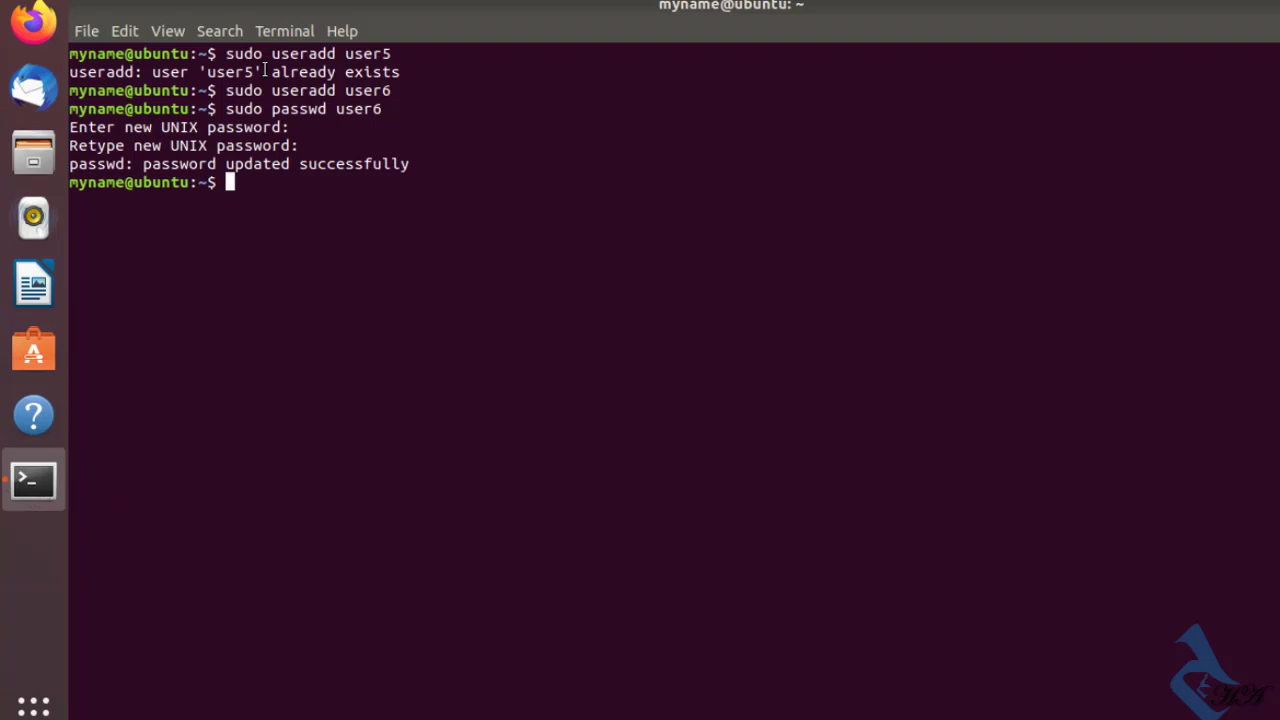 myname@ubuntu: ~
File Edit View Search Terminal Help
myname@ubuntu:~$ sudo useradd user5
useradd: user 'user5' already exists
myname@ubuntu:~$ sudo useradd user6
myname@ubuntu:~$ sudo passwd user6
Enter new UNIX password:
Retype new UNIX password:
passwd: password updated successfully
myname@ubuntu:~$